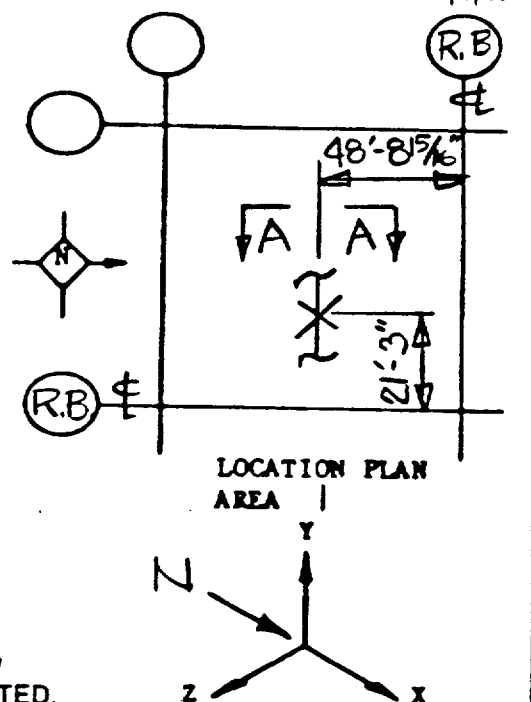 R.B
℄
48'-8 15/16"
A A
N
21'-3"
R.B ℄
LOCATION PLAN
AREA 1
Y
N
Z X
TED.